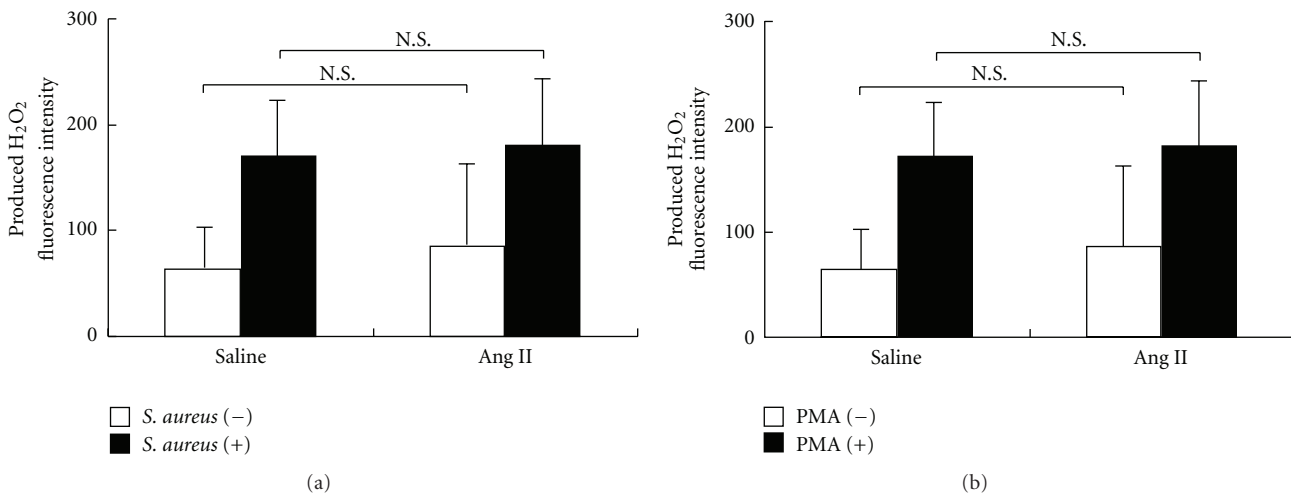 300
200
100
0
Produced H₂O₂
fluorescence intensity
N.S.
N.S.
Saline
Ang II
S. aureus (−)
S. aureus (+)
(a)
300
200
100
0
Produced H₂O₂
fluorescence intensity
N.S.
N.S.
Saline
Ang II
PMA (−)
PMA (+)
(b)